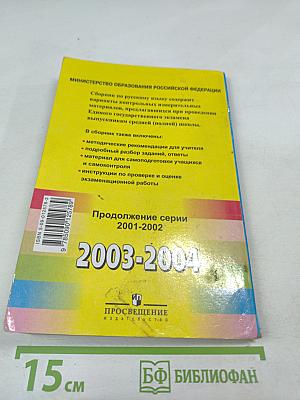 МИНИСТЕРСТВО ОБРАЗОВАНИЯ РОССИЙСКОЙ ФЕДЕРАЦИИ
Сборник по русскому языку содержит
варианты контрольных измерительных
материалов, предлагавшихся при проведении
Единого государственного экзамена
выпускникам средней (полной) школы.
В сборник также включены:
• методические рекомендации для учителя
• подробный разбор заданий, ответы
• материал для самоподготовки учащихся
и самоконтроля
• инструкции по проверке и оценке
экзаменационной работы
Продолжение серии
2001-2002
2003-2004
ПРОСВЕЩЕНИЕ
ИЗДАТЕЛЬСТВО
15 см
БФ БИБЛИОФАН